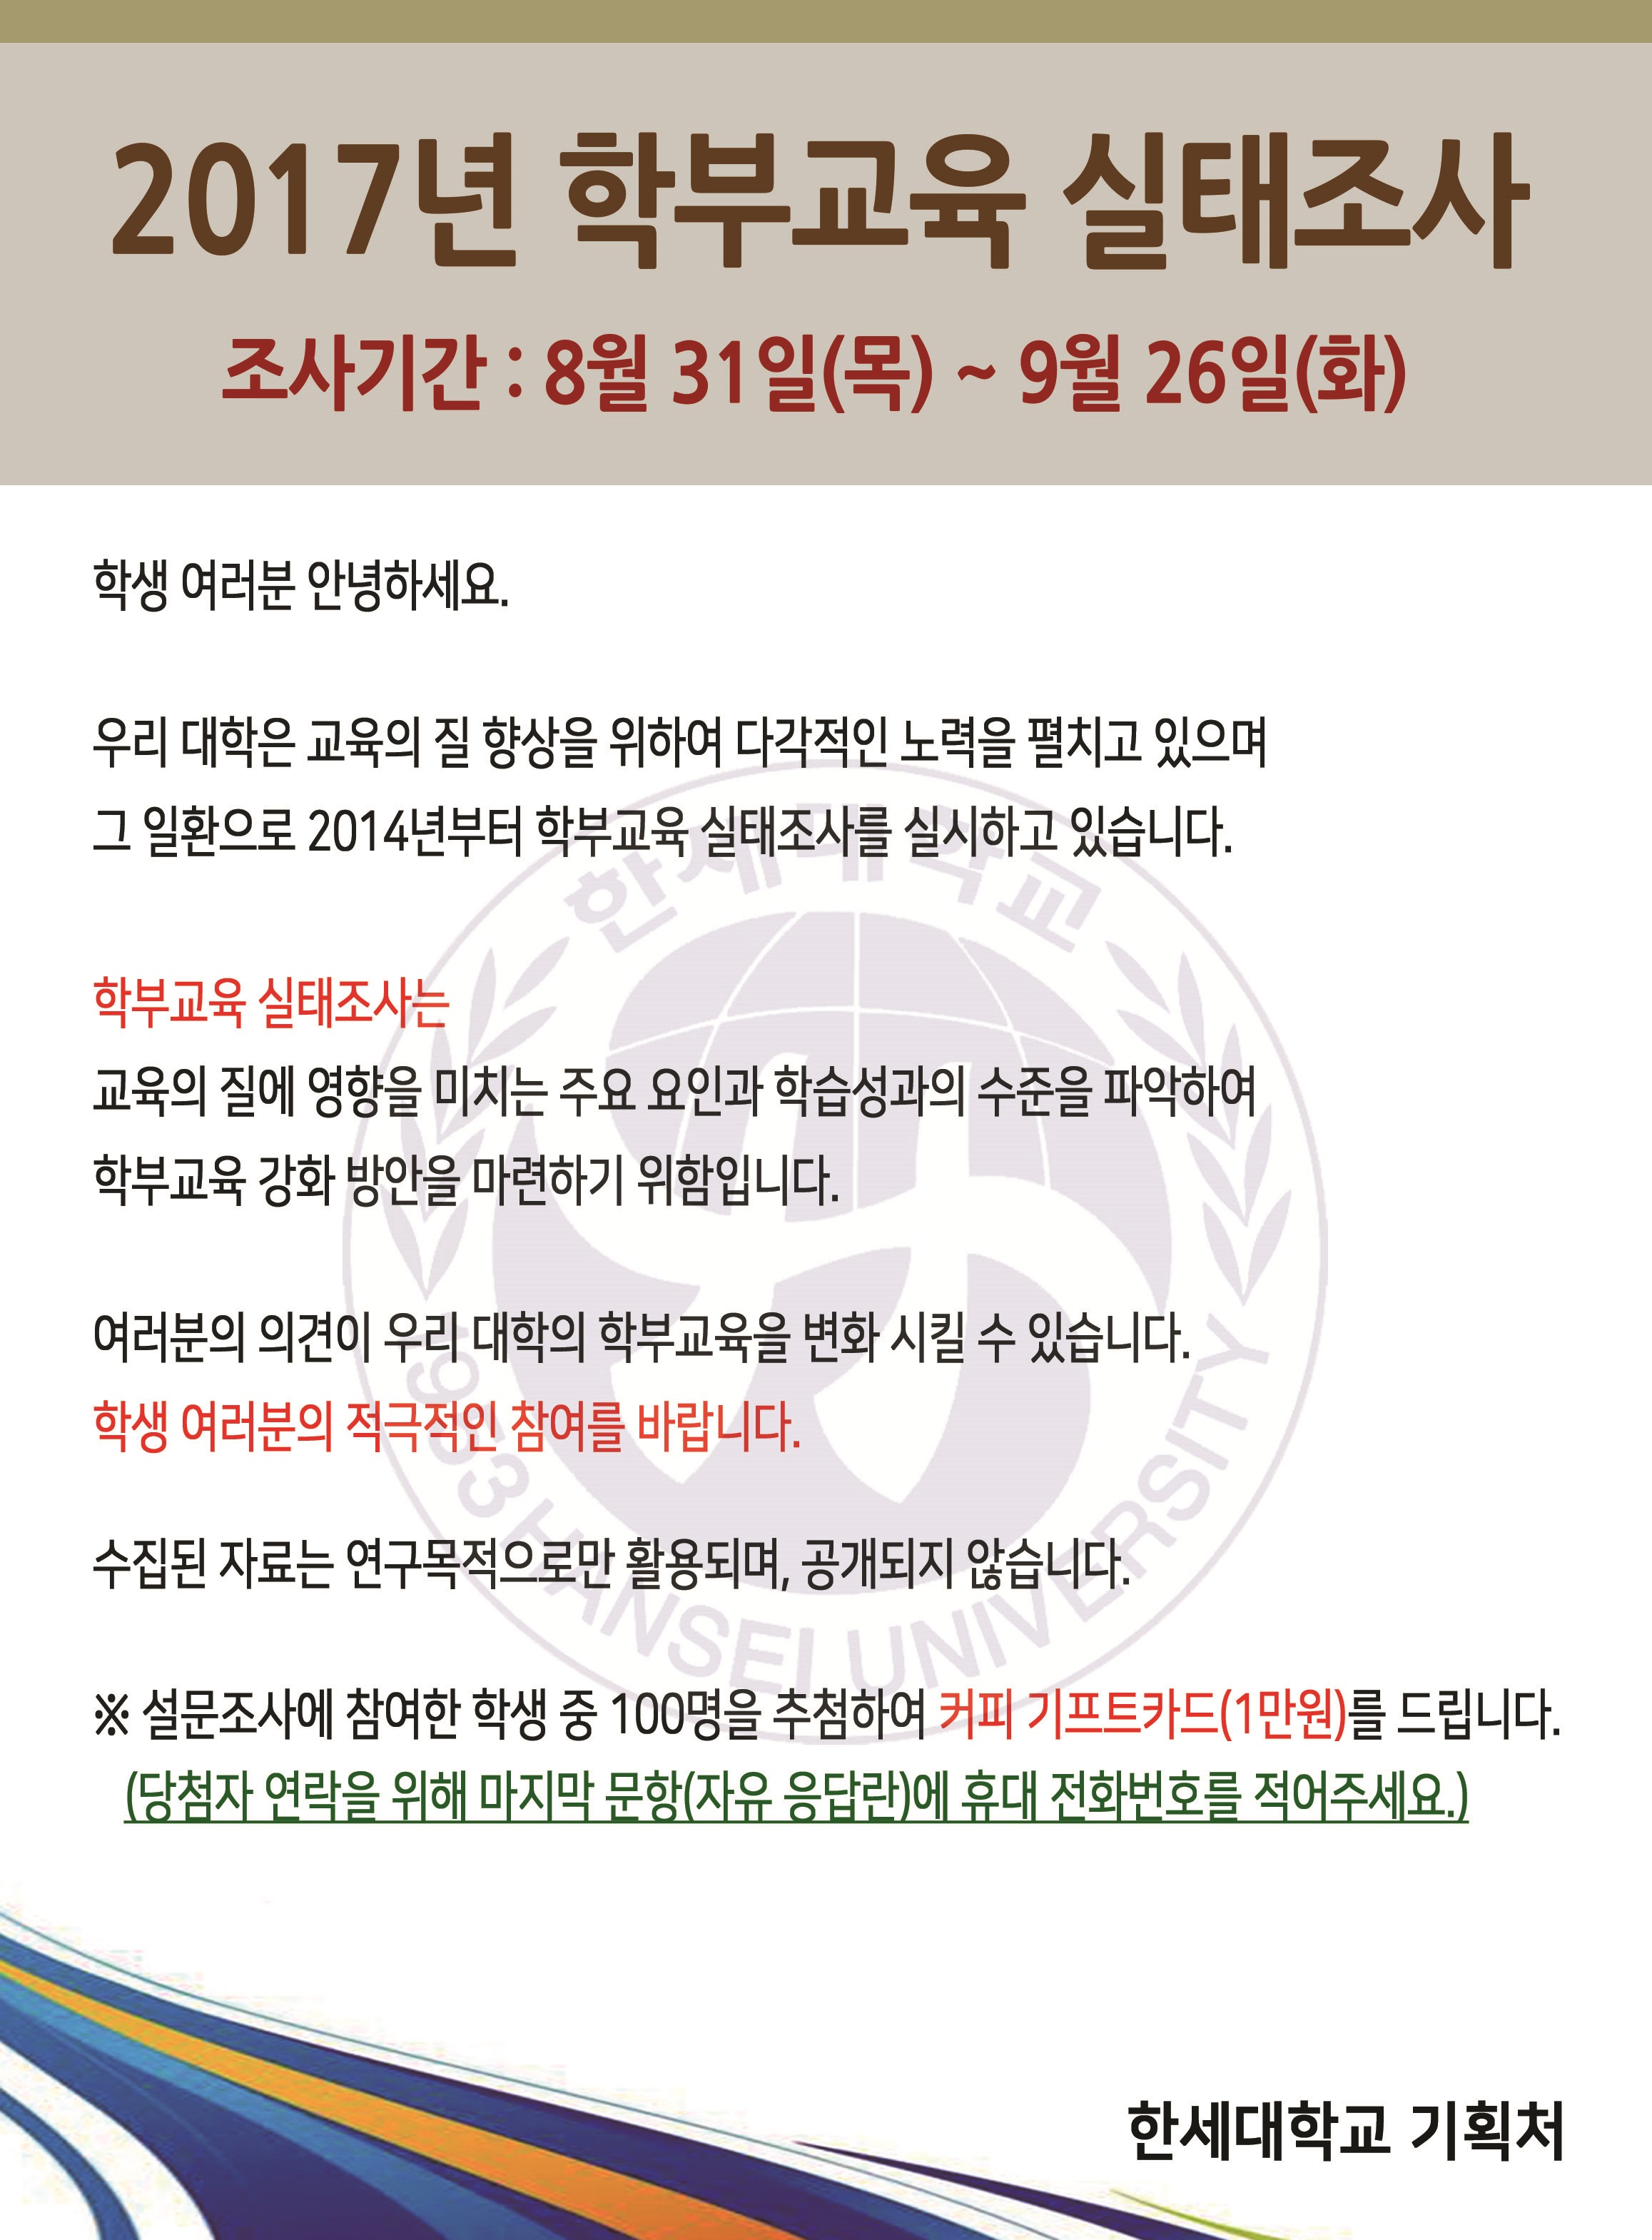 2017년 학부교육 실태조사
조사기간 : 8월 31일(목) ~ 9월 26일(화)
학생 여러분 안녕하세요.
우리 대학은 교육의 질 향상을 위하여 다각적인 노력을 펼치고 있으며
그 일환으로 2014년부터 학부교육 실태조사를 실시하고 있습니다.
학부교육 실태조사는
교육의 질에 영향을 미치는 주요 요인과 학습성과의 수준을 파악하여
학부교육 강화 방안을 마련하기 위함입니다.
여러분의 의견이 우리 대학의 학부교육을 변화 시킬 수 있습니다.
학생 여러분의 적극적인 참여를 바랍니다.
수집된 자료는 연구목적으로만 활용되며, 공개되지 않습니다.
※ 설문조사에 참여한 학생 중 100명을 추첨하여 커피 기프트카드(1만원)를 드립니다.
(당첨자 연락을 위해 마지막 문항(자유 응답란)에 휴대 전화번호를 적어주세요.)
한세대학교 기획처
한세대학교
1953 HANSEI UNIVERSITY